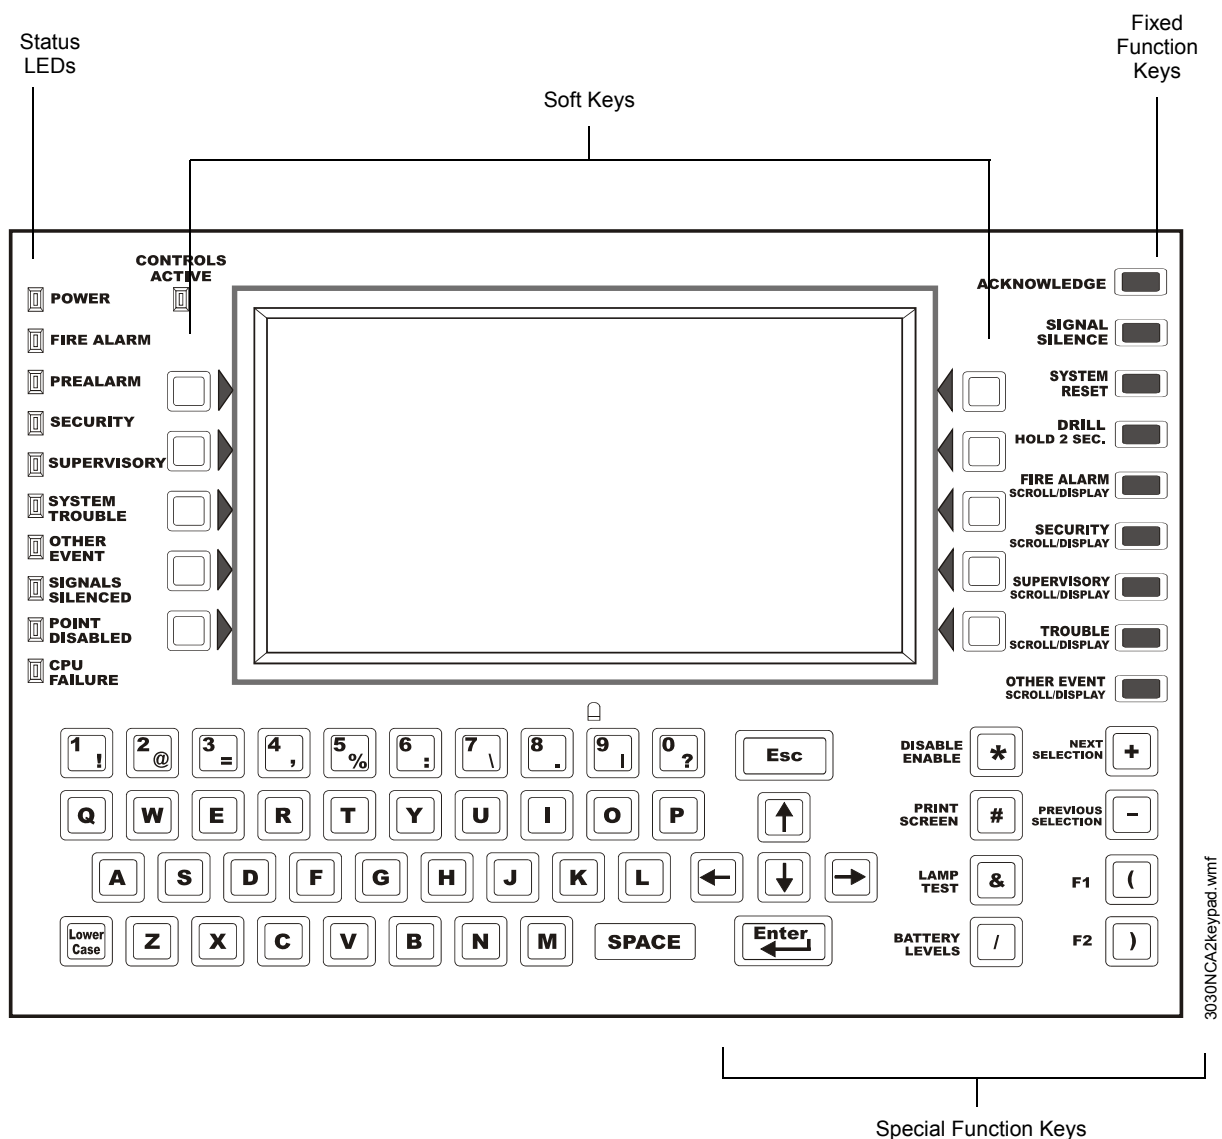 Status
LEDs
Soft Keys
Fixed
Function
Keys
CONTROLS
ACTIVE
POWER
FIRE ALARM
PREALARM
SECURITY
SUPERVISORY
SYSTEM
TROUBLE
OTHER
EVENT
SIGNALS
SILENCED
POINT
DISABLED
CPU
FAILURE
ACKNOWLEDGE
SIGNAL
SILENCE
SYSTEM
RESET
DRILL
HOLD 2 SEC.
FIRE ALARM
SCROLL/DISPLAY
SECURITY
SCROLL/DISPLAY
SUPERVISORY
SCROLL/DISPLAY
TROUBLE
SCROLL/DISPLAY
OTHER EVENT
SCROLL/DISPLAY
1 ! 2 @ 3 = 4 , 5 % 6 : 7 \ 8 . 9 | 0 ? Esc
Q W E R T Y U I O P ↑
A S D F G H J K L ← ↓ →
Lower
Case
Z X C V B N M SPACE Enter
DISABLE
ENABLE
*
NEXT
SELECTION
+
PRINT
SCREEN
#
PREVIOUS
SELECTION
–
LAMP
TEST
&
F1 (
BATTERY
LEVELS
/
F2 )
3030NCA2keypad.wmf
Special Function Keys